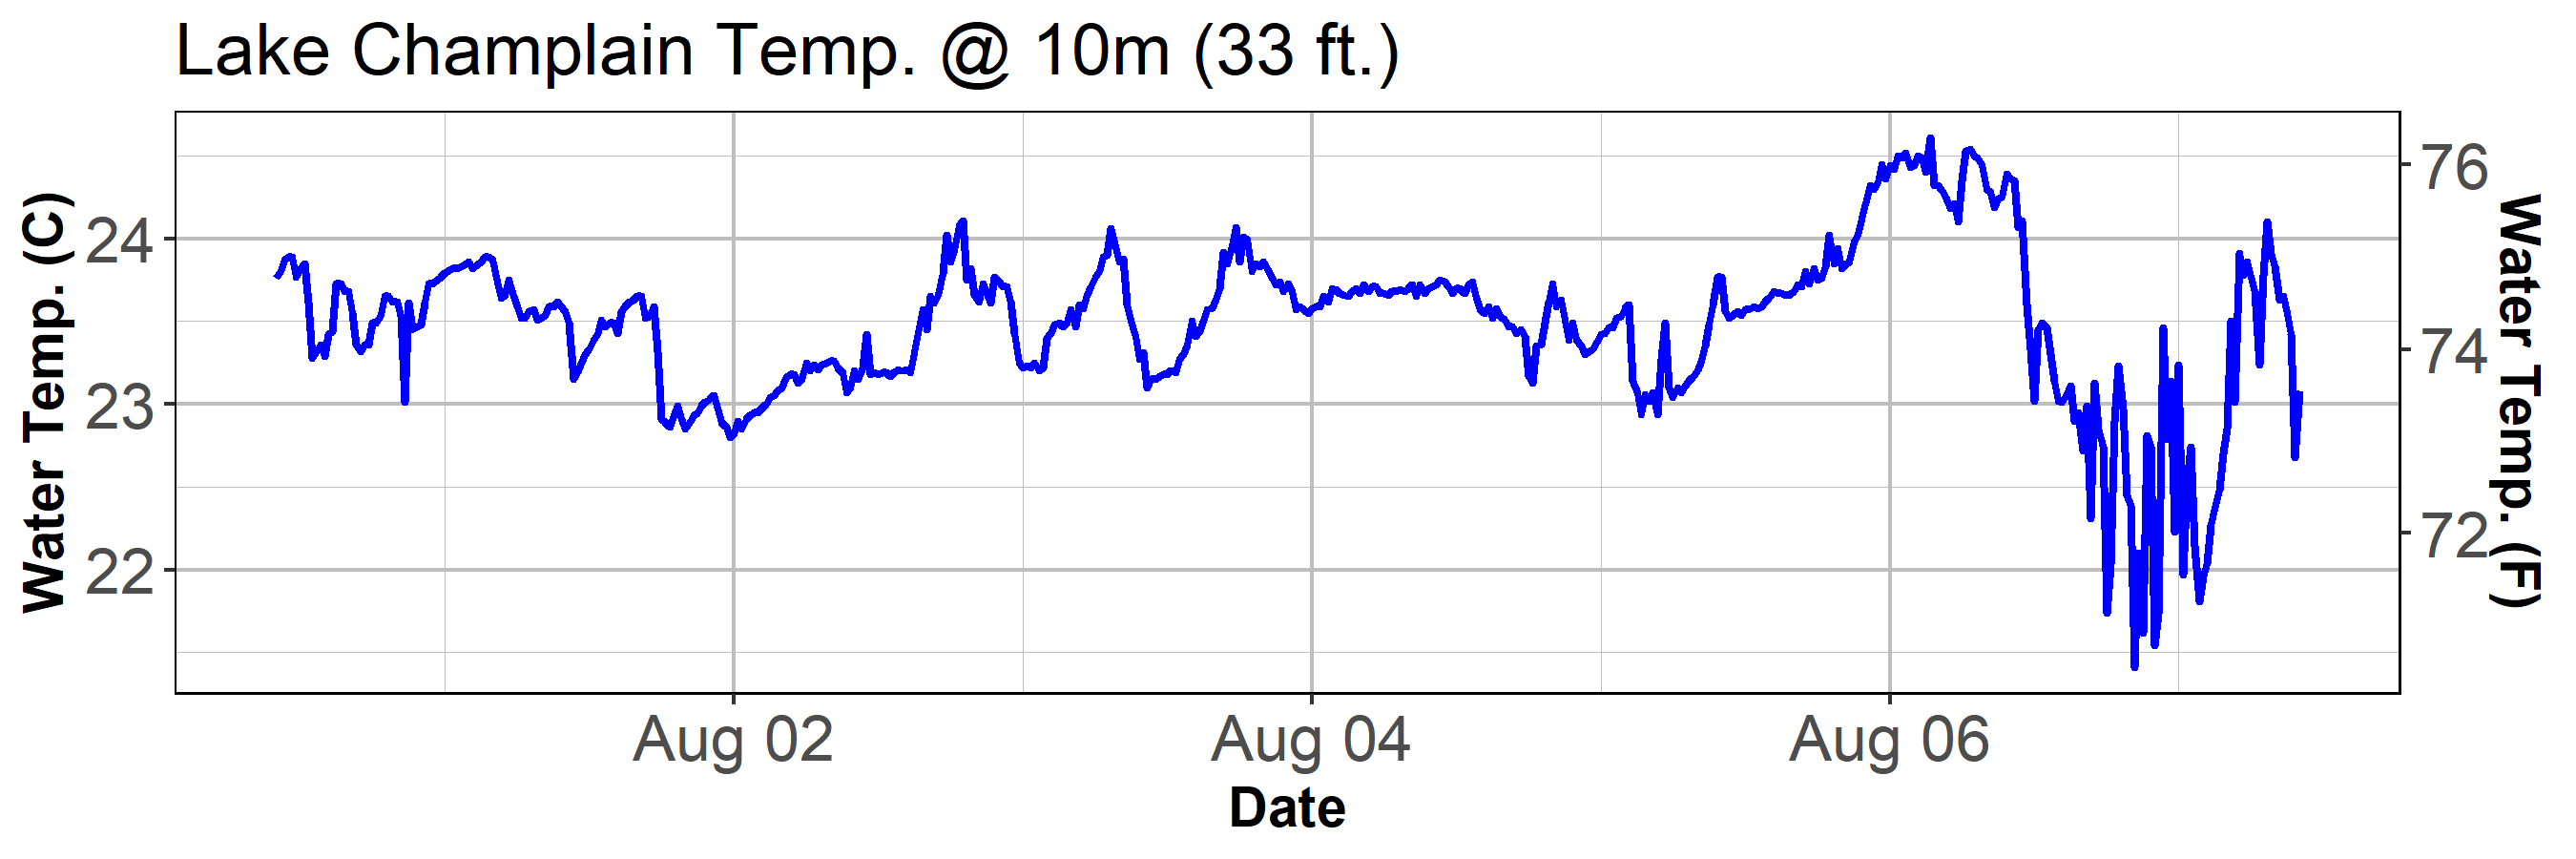 Lake Champlain Temp. @ 10m (33 ft.)
Water Temp. (C)
24
23
22
76
74
72
Water Temp. (F)
Aug 02
Aug 04
Aug 06
Date